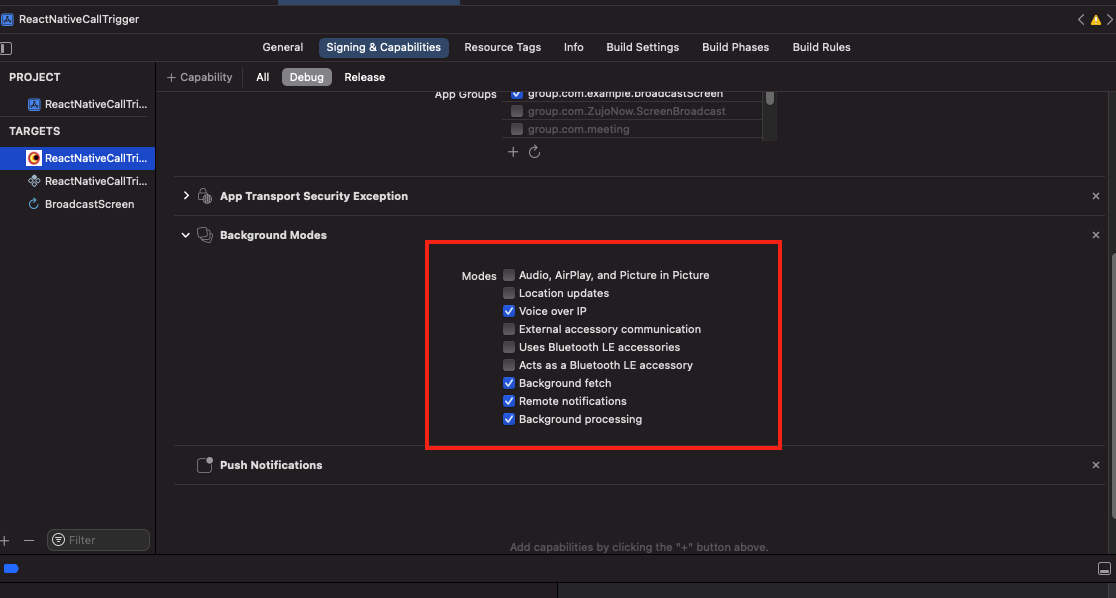 ReactNativeCallTrigger
General Signing & Capabilities Resource Tags Info Build Settings Build Phases Build Rules
PROJECT
ReactNativeCallTri...
TARGETS
ReactNativeCallTri...
ReactNativeCallTri...
BroadcastScreen
+ Capability All Debug Release
App Groups group.com.example.broadcastScreen
group.com.ZujoNow.ScreenBroadcast
group.com.meeting
App Transport Security Exception
Background Modes
Modes Audio, AirPlay, and Picture in Picture
Location updates
Voice over IP
External accessory communication
Uses Bluetooth LE accessories
Acts as a Bluetooth LE accessory
Background fetch
Remote notifications
Background processing
Push Notifications
Add capabilities by clicking the "+" button above.
Filter